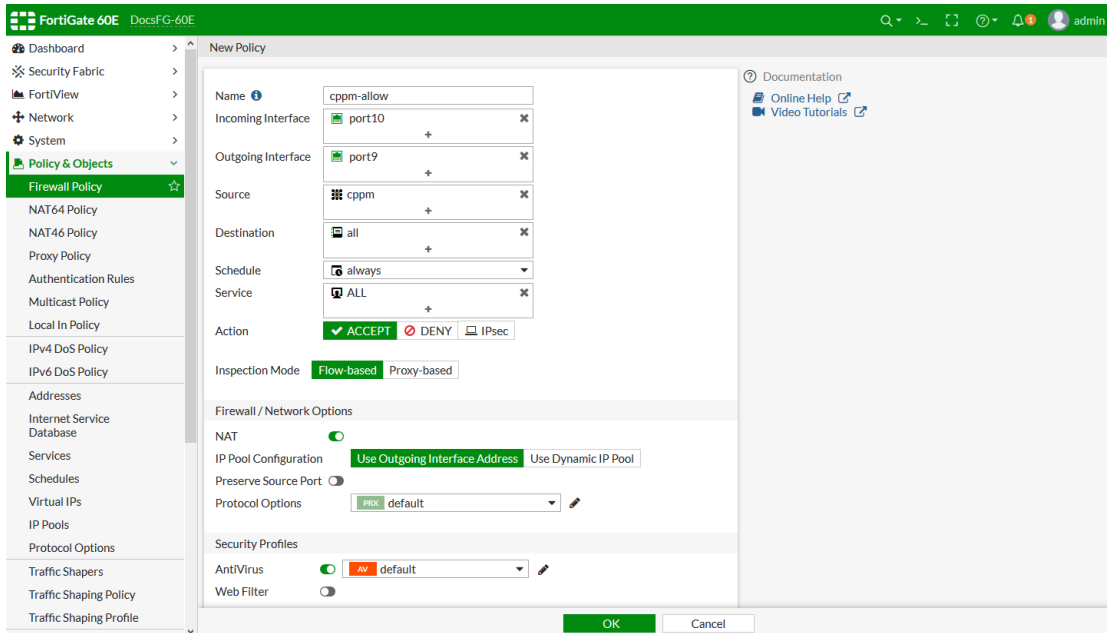 FortiGate 60E DocsFG-60E
1
admin
Dashboard
Security Fabric
FortiView
Network
System
Policy & Objects
Firewall Policy
NAT64 Policy
NAT46 Policy
Proxy Policy
Authentication Rules
Multicast Policy
Local In Policy
IPv4 DoS Policy
IPv6 DoS Policy
Addresses
Internet Service
Database
Services
Schedules
Virtual IPs
IP Pools
Protocol Options
Traffic Shapers
Traffic Shaping Policy
Traffic Shaping Profile
New Policy
Name cppm-allow
Incoming Interface port10
Outgoing Interface port9
Source cppm
Destination all
Schedule always
Service ALL
Action ACCEPT DENY IPsec
Inspection Mode Flow-based Proxy-based
Firewall / Network Options
NAT
IP Pool Configuration Use Outgoing Interface Address Use Dynamic IP Pool
Preserve Source Port
Protocol Options PRX default
Security Profiles
AntiVirus AV default
Web Filter
OK Cancel
Documentation
Online Help
Video Tutorials